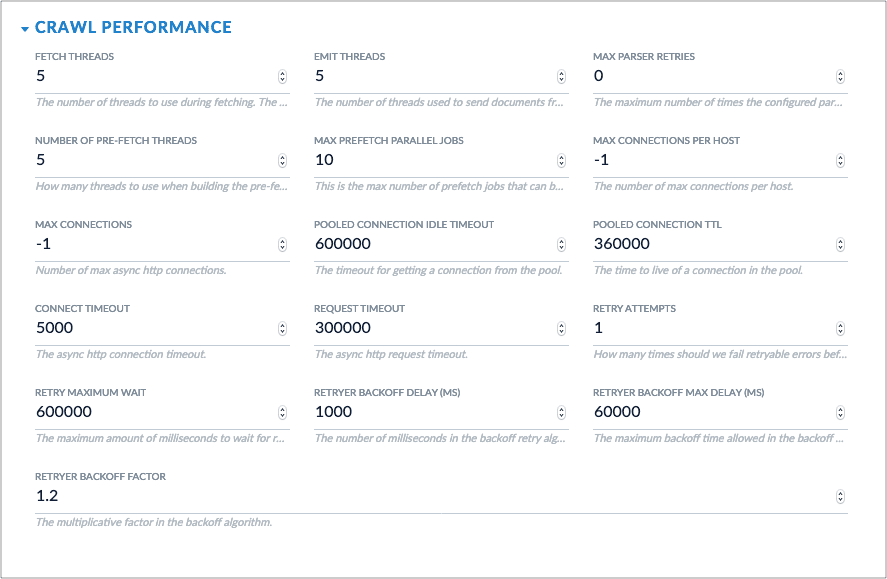 CRAWL PERFORMANCE
FETCH THREADS
5
The number of threads to use during fetching. The ...
EMIT THREADS
5
The number of threads used to send documents fr...
MAX PARSER RETRIES
0
The maximum number of times the configured par...
NUMBER OF PRE-FETCH THREADS
5
How many threads to use when building the pre-fe...
MAX PREFETCH PARALLEL JOBS
10
This is the max number of prefetch jobs that can b...
MAX CONNECTIONS PER HOST
-1
The number of max connections per host.
MAX CONNECTIONS
-1
Number of max async http connections.
POOLED CONNECTION IDLE TIMEOUT
600000
The timeout for getting a connection from the pool.
POOLED CONNECTION TTL
360000
The time to live of a connection in the pool.
CONNECT TIMEOUT
5000
The async http connection timeout.
REQUEST TIMEOUT
300000
The async http request timeout.
RETRY ATTEMPTS
1
How many times should we fail retryable errors bef...
RETRY MAXIMUM WAIT
600000
The maximum amount of milliseconds to wait for r...
RETRYER BACKOFF DELAY (MS)
1000
The number of milliseconds in the backoff retry alg...
RETRYER BACKOFF MAX DELAY (MS)
60000
The maximum backoff time allowed in the backoff ...
RETRYER BACKOFF FACTOR
1.2
The multiplicative factor in the backoff algorithm.